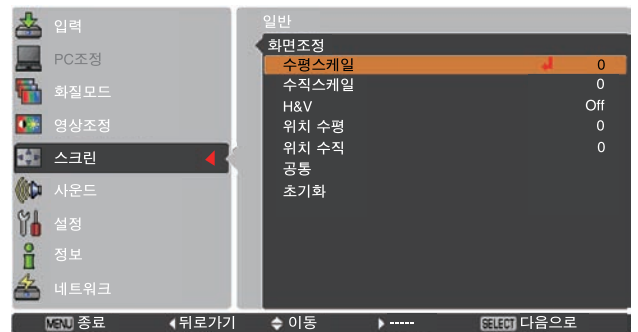 입력
PC조정
화질모드
영상조정
스크린
사운드
설정
정보
네트워크
일반
화면조정
수평스케일 0
수직스케일 0
H&V Off
위치 수평 0
위치 수직 0
공통
초기화
MENU 종료 뒤로가기 이동 ----- SELECT 다음으로